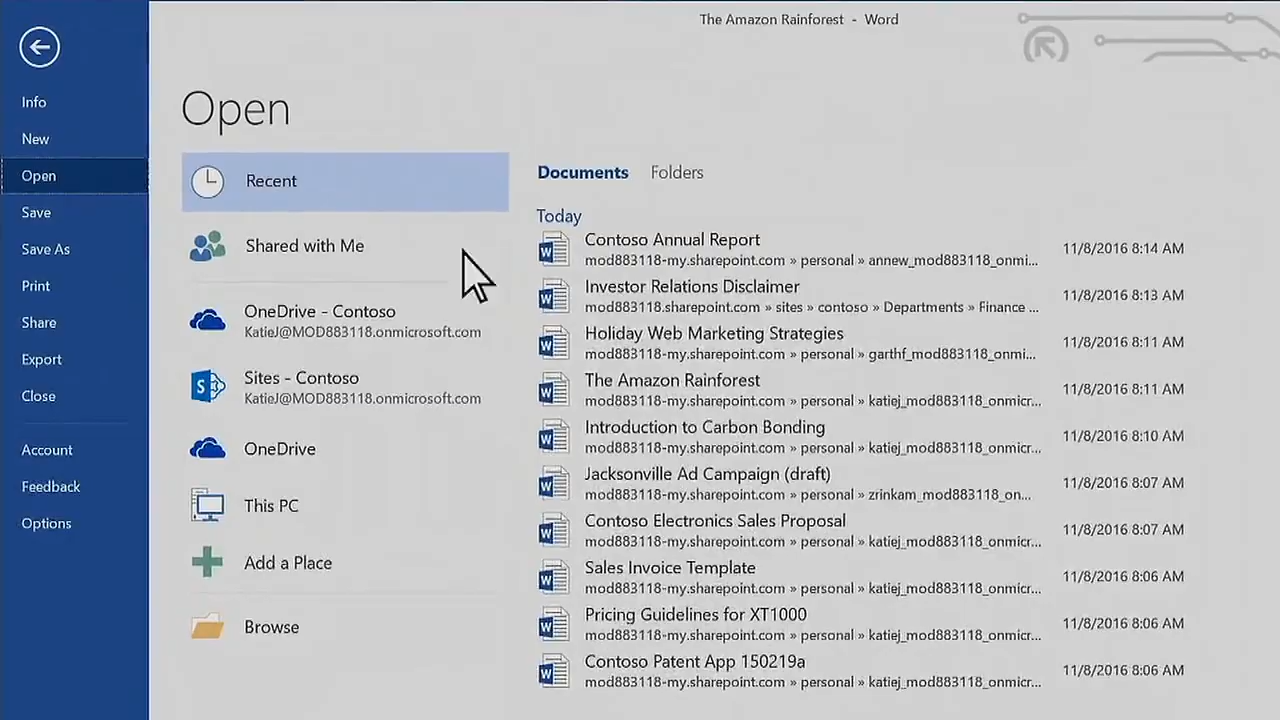 The Amazon Rainforest - Word
Info
New
Open
Save
Save As
Print
Share
Export
Close
Account
Feedback
Options
Open
Recent
Shared with Me
OneDrive - Contoso
KatieJ@MOD883118.onmicrosoft.com
Sites - Contoso
KatieJ@MOD883118.onmicrosoft.com
OneDrive
This PC
Add a Place
Browse
Documents Folders
Today
Contoso Annual Report
mod883118-my.sharepoint.com » personal » annew_mod883118_onmi... 11/8/2016 8:14 AM
Investor Relations Disclaimer
mod883118.sharepoint.com » sites » contoso » Departments » Finance ... 11/8/2016 8:13 AM
Holiday Web Marketing Strategies
mod883118-my.sharepoint.com » personal » garthf_mod883118_onmi... 11/8/2016 8:11 AM
The Amazon Rainforest
mod883118-my.sharepoint.com » personal » katiej_mod883118_onmicr... 11/8/2016 8:11 AM
Introduction to Carbon Bonding
mod883118-my.sharepoint.com » personal » katiej_mod883118_onmicr... 11/8/2016 8:10 AM
Jacksonville Ad Campaign (draft)
mod883118-my.sharepoint.com » personal » zrinkam_mod883118_on... 11/8/2016 8:07 AM
Contoso Electronics Sales Proposal
mod883118-my.sharepoint.com » personal » katiej_mod883118_onmicr... 11/8/2016 8:07 AM
Sales Invoice Template
mod883118-my.sharepoint.com » personal » katiej_mod883118_onmicr... 11/8/2016 8:06 AM
Pricing Guidelines for XT1000
mod883118-my.sharepoint.com » personal » katiej_mod883118_onmicr... 11/8/2016 8:06 AM
Contoso Patent App 150219a
mod883118-my.sharepoint.com » personal » katiej_mod883118_onmicr... 11/8/2016 8:06 AM